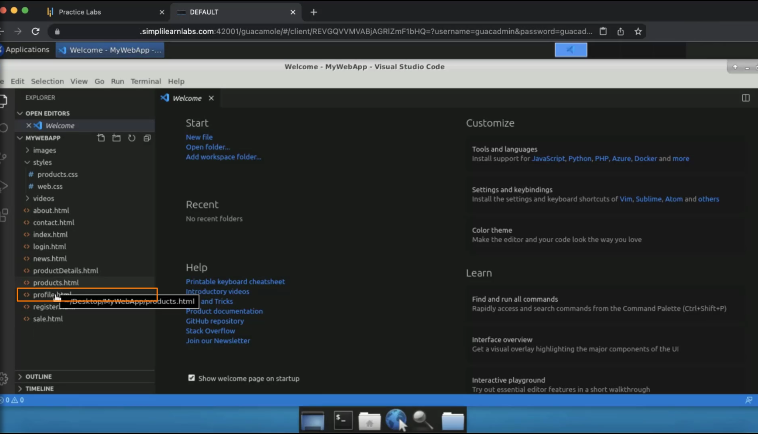 Practice Labs
DEFAULT
.simplilearnlabs.com:42001/guacamole/#/client/REVGQVVMVABjAGRlZmF1bHQ=?username=guacadmin&password=guacad...
Applications
Welcome - MyWebApp - ...
Welcome - MyWebApp - Visual Studio Code
Edit Selection View Go Run Terminal Help
EXPLORER
OPEN EDITORS
Welcome
MYWEBAPP
images
styles
products.css
web.css
videos
about.html
contact.html
index.html
login.html
news.html
productDetails.html
products.html
profile.html
/Desktop/MyWebApp/products.html
register
sale.html
OUTLINE
TIMELINE
Welcome
Start
New file
Open folder...
Add workspace folder...
Recent
No recent folders
Help
Printable keyboard cheatsheet
Introductory videos
and Tricks
Product documentation
GitHub repository
Stack Overflow
Join our Newsletter
Show welcome page on startup
Customize
Tools and languages
Install support for JavaScript, Python, PHP, Azure, Docker and more
Settings and keybindings
Install the settings and keyboard shortcuts of Vim, Sublime, Atom and others
Color theme
Make the editor and your code look the way you love
Learn
Find and run all commands
Rapidly access and search commands from the Command Palette (Ctrl+Shift+P)
Interface overview
Get a visual overlay highlighting the major components of the UI
Interactive playground
Try out essential editor features in a short walkthrough
0 0